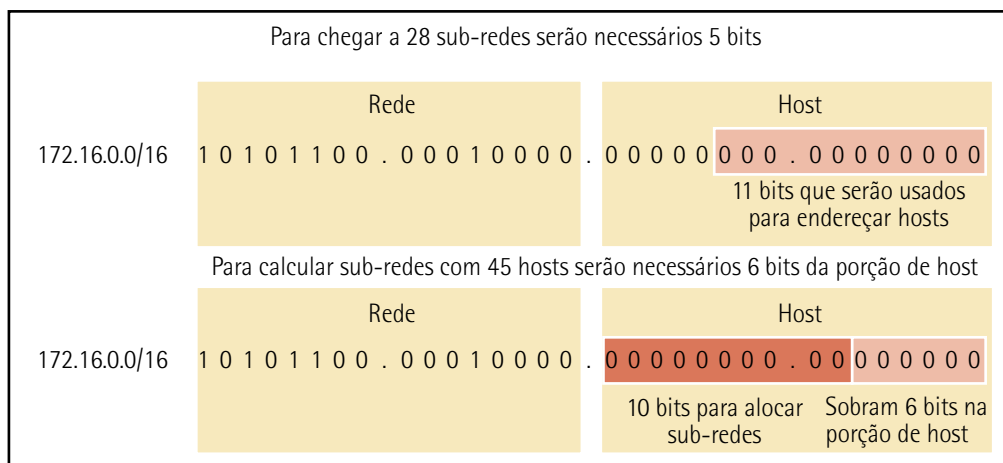 Para chegar a 28 sub-redes serão necessários 5 bits
Rede
Host
172.16.0.0/16
1 0 1 0 1 1 0 0 . 0 0 0 1 0 0 0 0 . 0 0 0 0 0 0 0 0 . 0 0 0 0 0 0 0 0
11 bits que serão usados
para endereçar hosts
Para calcular sub-redes com 45 hosts serão necessários 6 bits da porção de host
Rede
Host
172.16.0.0/16
1 0 1 0 1 1 0 0 . 0 0 0 1 0 0 0 0 . 0 0 0 0 0 0 0 0 . 0 0 0 0 0 0 0 0
10 bits para alocar
sub-redes
Sobram 6 bits na
porção de host